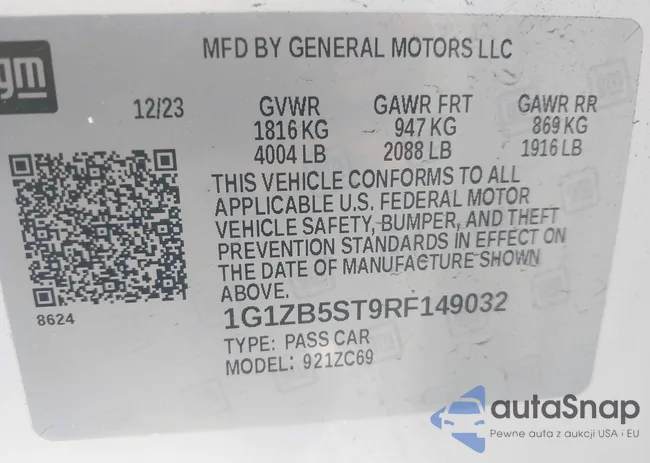 gm
MFD BY GENERAL MOTORS LLC
12/23 GVWR GAWR FRT GAWR RR
1816 KG 947 KG 869 KG
4004 LB 2088 LB 1916 LB
THIS VEHICLE CONFORMS TO ALL
APPLICABLE U.S. FEDERAL MOTOR
VEHICLE SAFETY, BUMPER, AND THEFT
PREVENTION STANDARDS IN EFFECT ON
THE DATE OF MANUFACTURE SHOWN
ABOVE.
8624
1G1ZB5ST9RF149032
TYPE: PASS CAR
MODEL: 921ZC69
autaSnap
Pewne auta z aukcji USA i EU